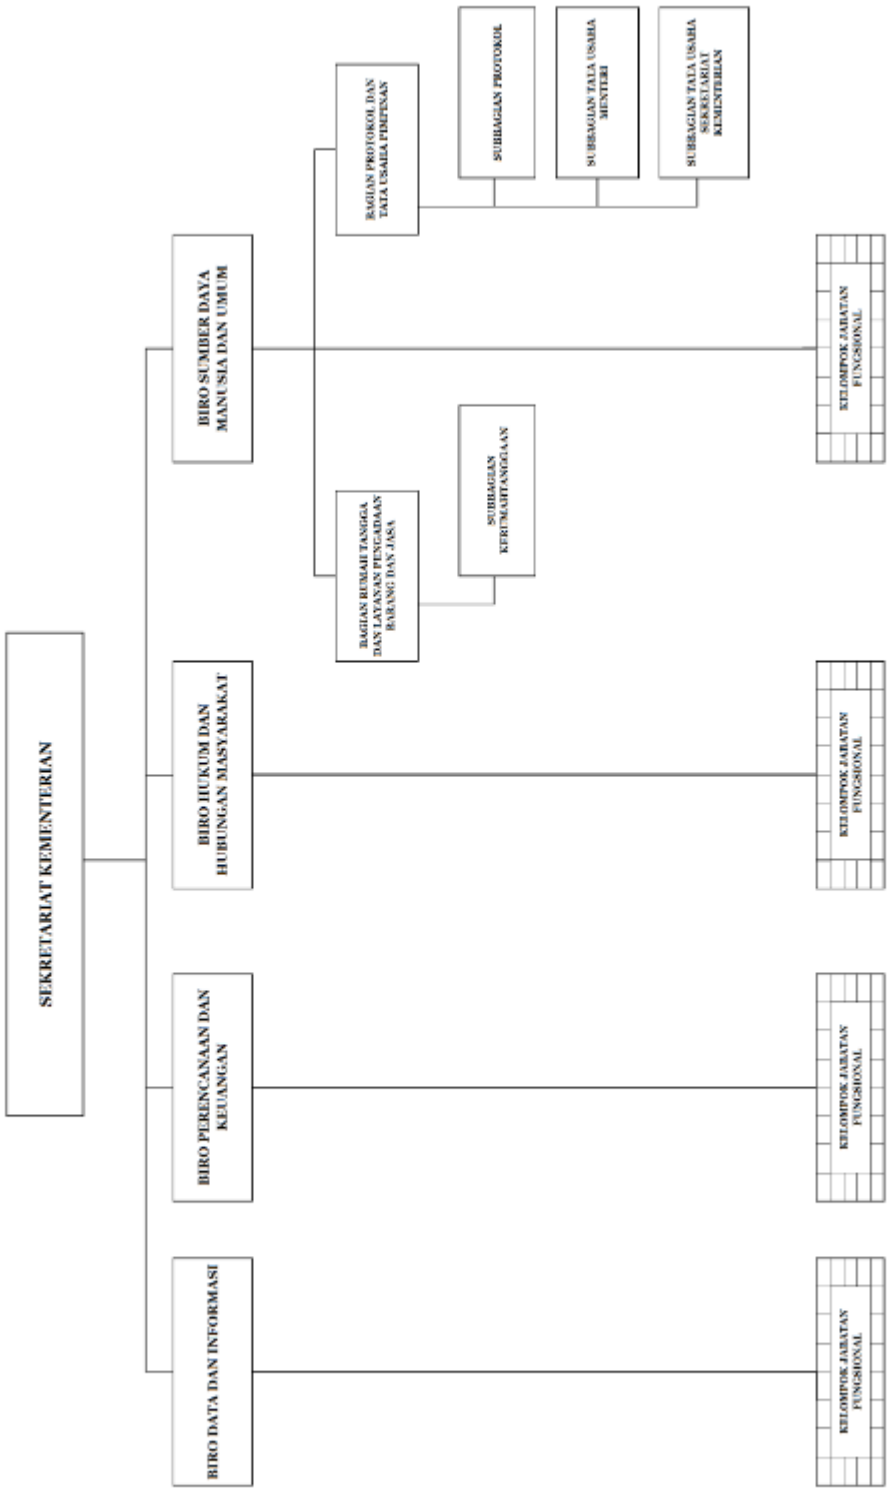 SEKRETARIAT KEMENTERIAN
BIRO DATA DAN INFORMASI
BIRO PERENCANAAN DAN
KEUANGAN
BIRO HUKUM DAN
HUBUNGAN MASYARAKAT
BIRO SUMBER DAYA
MANUSIA DAN UMUM
BAGIAN RUMAH TANGGA
DAN LAYANAN PENGADAAN
BARANG DAN JASA
BAGIAN PROTOKOL DAN
TATA USAHA PIMPINAN
SUBBAGIAN
KERUMAHTANGGAAN
SUBBAGIAN PROTOKOL
SUBBAGIAN TATA USAHA
MENTERI
SUBBAGIAN TATA USAHA
SEKRETARIAT
KEMENTERIAN
KELOMPOK JABATAN
FUNGSIONAL
KELOMPOK JABATAN
FUNGSIONAL
KELOMPOK JABATAN
FUNGSIONAL
KELOMPOK JABATAN
FUNGSIONAL